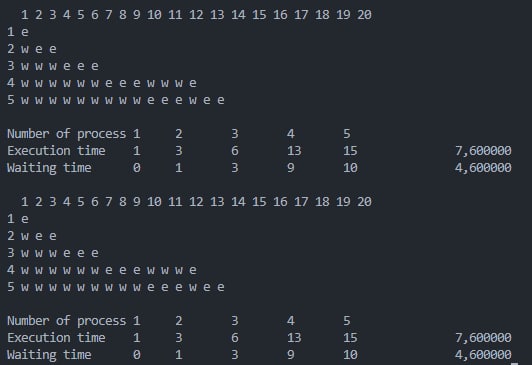 1 2 3 4 5 6 7 8 9 10 11 12 13 14 15 16 17 18 19 20
1 e
2 w e e
3 w w w e e e
4 w w w w w w e e e w w w e
5 w w w w w w w w w e e e w e e
Number of process 1 2 3 4 5
Execution time 1 3 6 13 15 7,600000
Waiting time 0 1 3 9 10 4,600000
1 2 3 4 5 6 7 8 9 10 11 12 13 14 15 16 17 18 19 20
1 e
2 w e e
3 w w w e e e
4 w w w w w w e e e w w w e
5 w w w w w w w w w e e e w e e
Number of process 1 2 3 4 5
Execution time 1 3 6 13 15 7,600000
Waiting time 0 1 3 9 10 4,600000